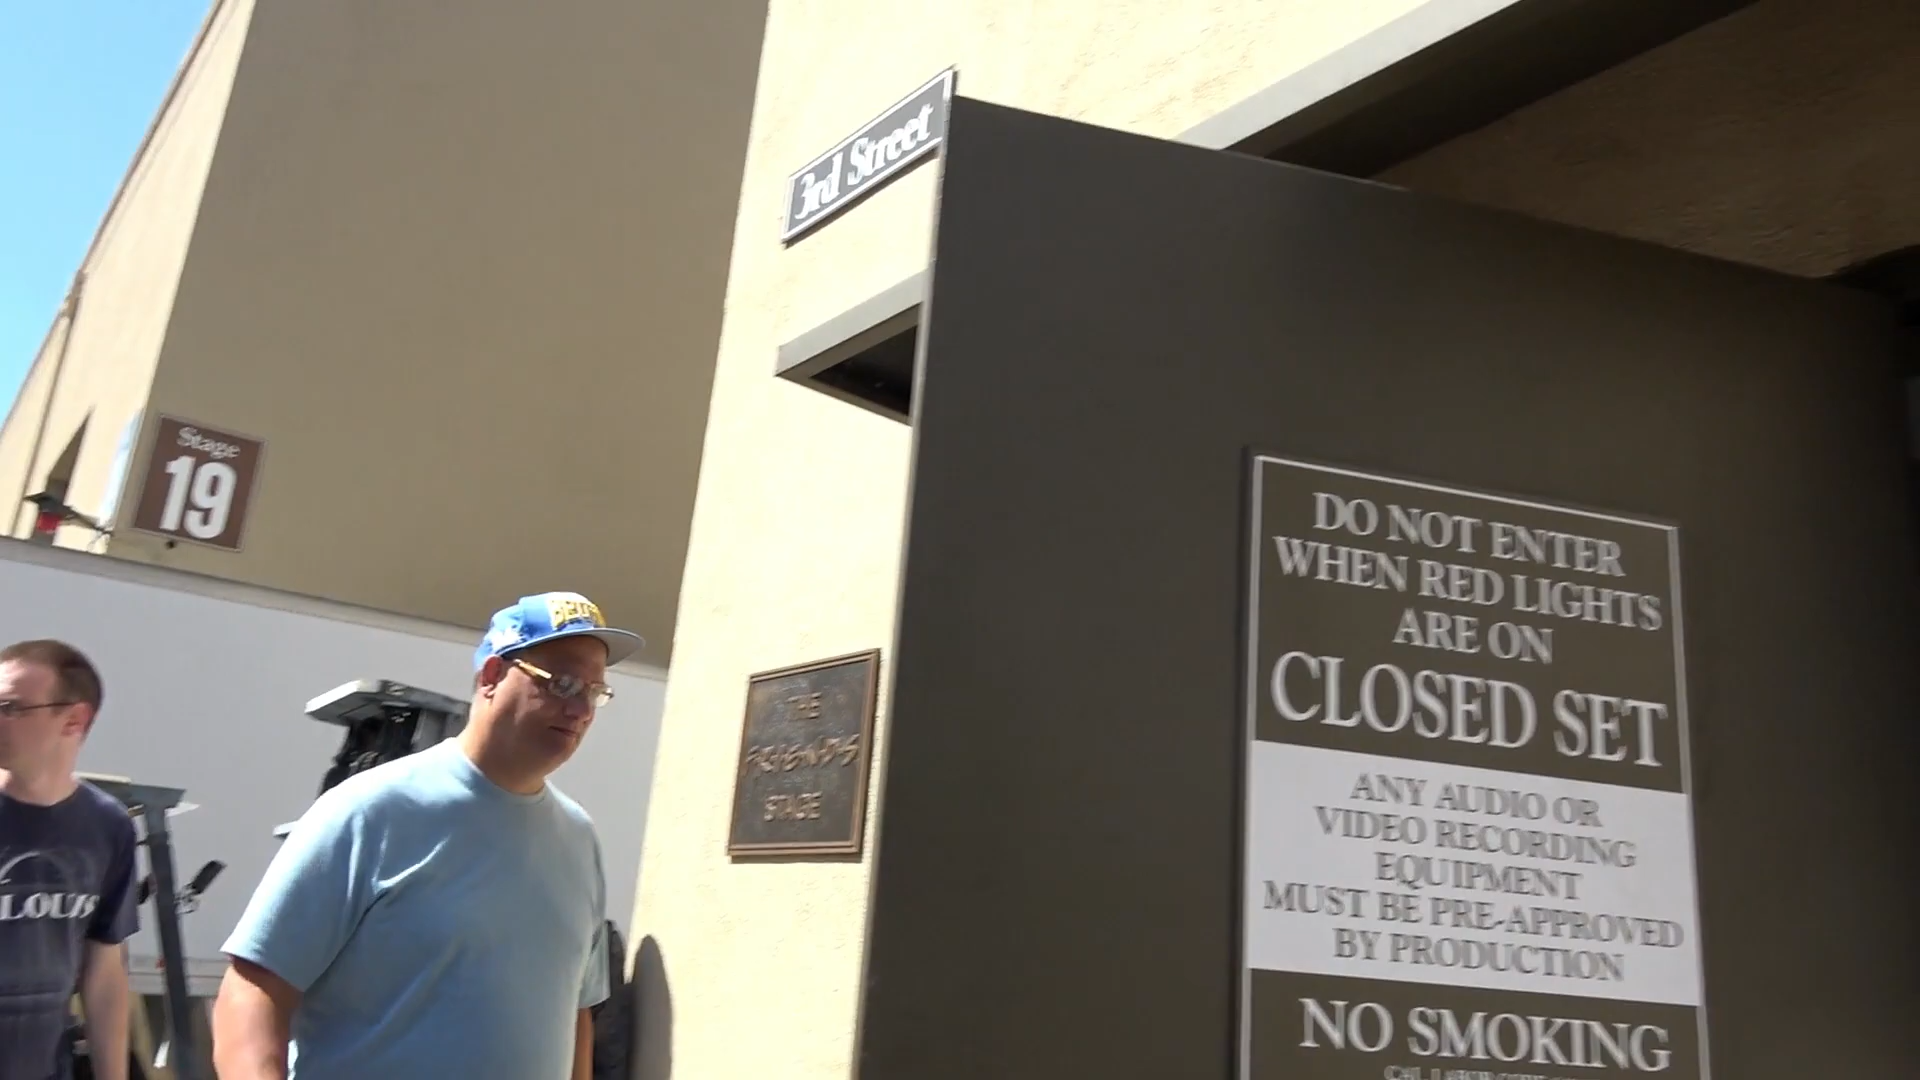 3rd Street
Stage
19
THE
FRIENDS
STAGE
DO NOT ENTER
WHEN RED LIGHTS
ARE ON
CLOSED SET
ANY AUDIO OR
VIDEO RECORDING
EQUIPMENT
MUST BE PRE-APPROVED
BY PRODUCTION
NO SMOKING
LOUIS